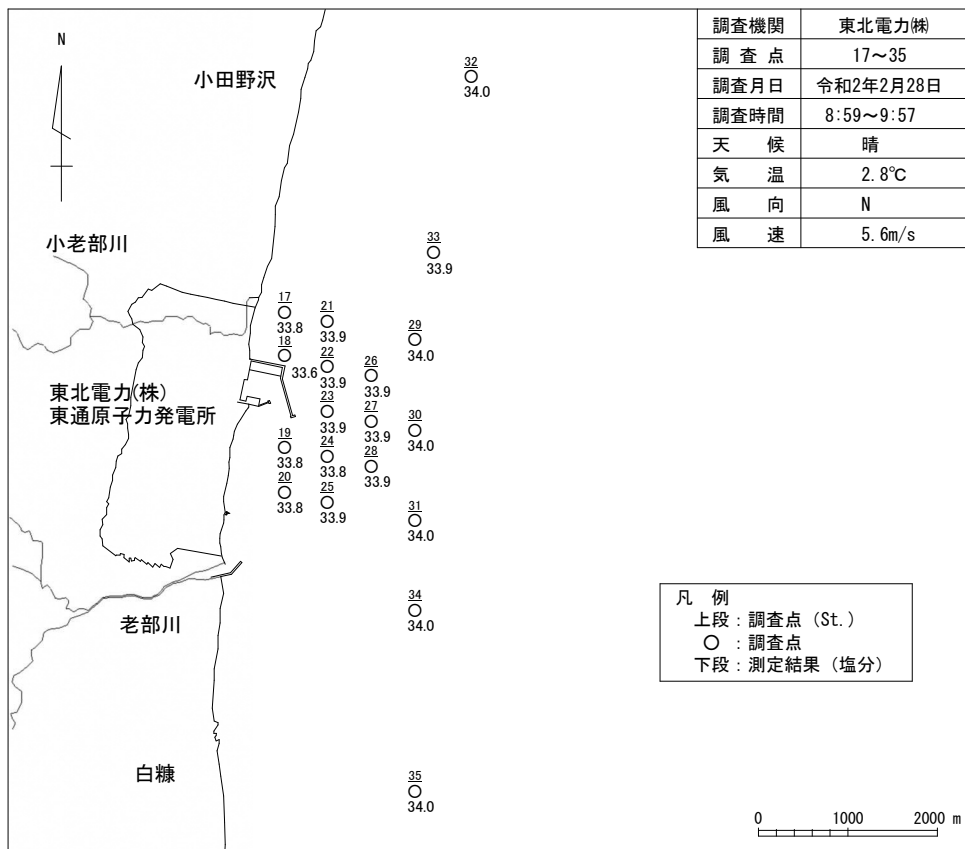 調査機関 東北電力㈱
調査点 17～35
調査月日 令和2年2月28日
調査時間 8:59～9:57
天候 晴
気温 2.8℃
風向 N
風速 5.6m/s
N
小田野沢
32
34.0
小老部川
33
33.9
17
33.8
21
33.9
29
34.0
18
33.6
22
33.9
26
33.9
東北電力(株)
東通原子力発電所
23
33.9
27
33.9
30
34.0
19
33.8
24
33.8
28
33.9
20
33.8
25
33.9
31
34.0
34
34.0
老部川
凡 例
上段：調査点（St.）
○ ：調査点
下段：測定結果（塩分）
白糠
35
34.0
0 1000 2000 m